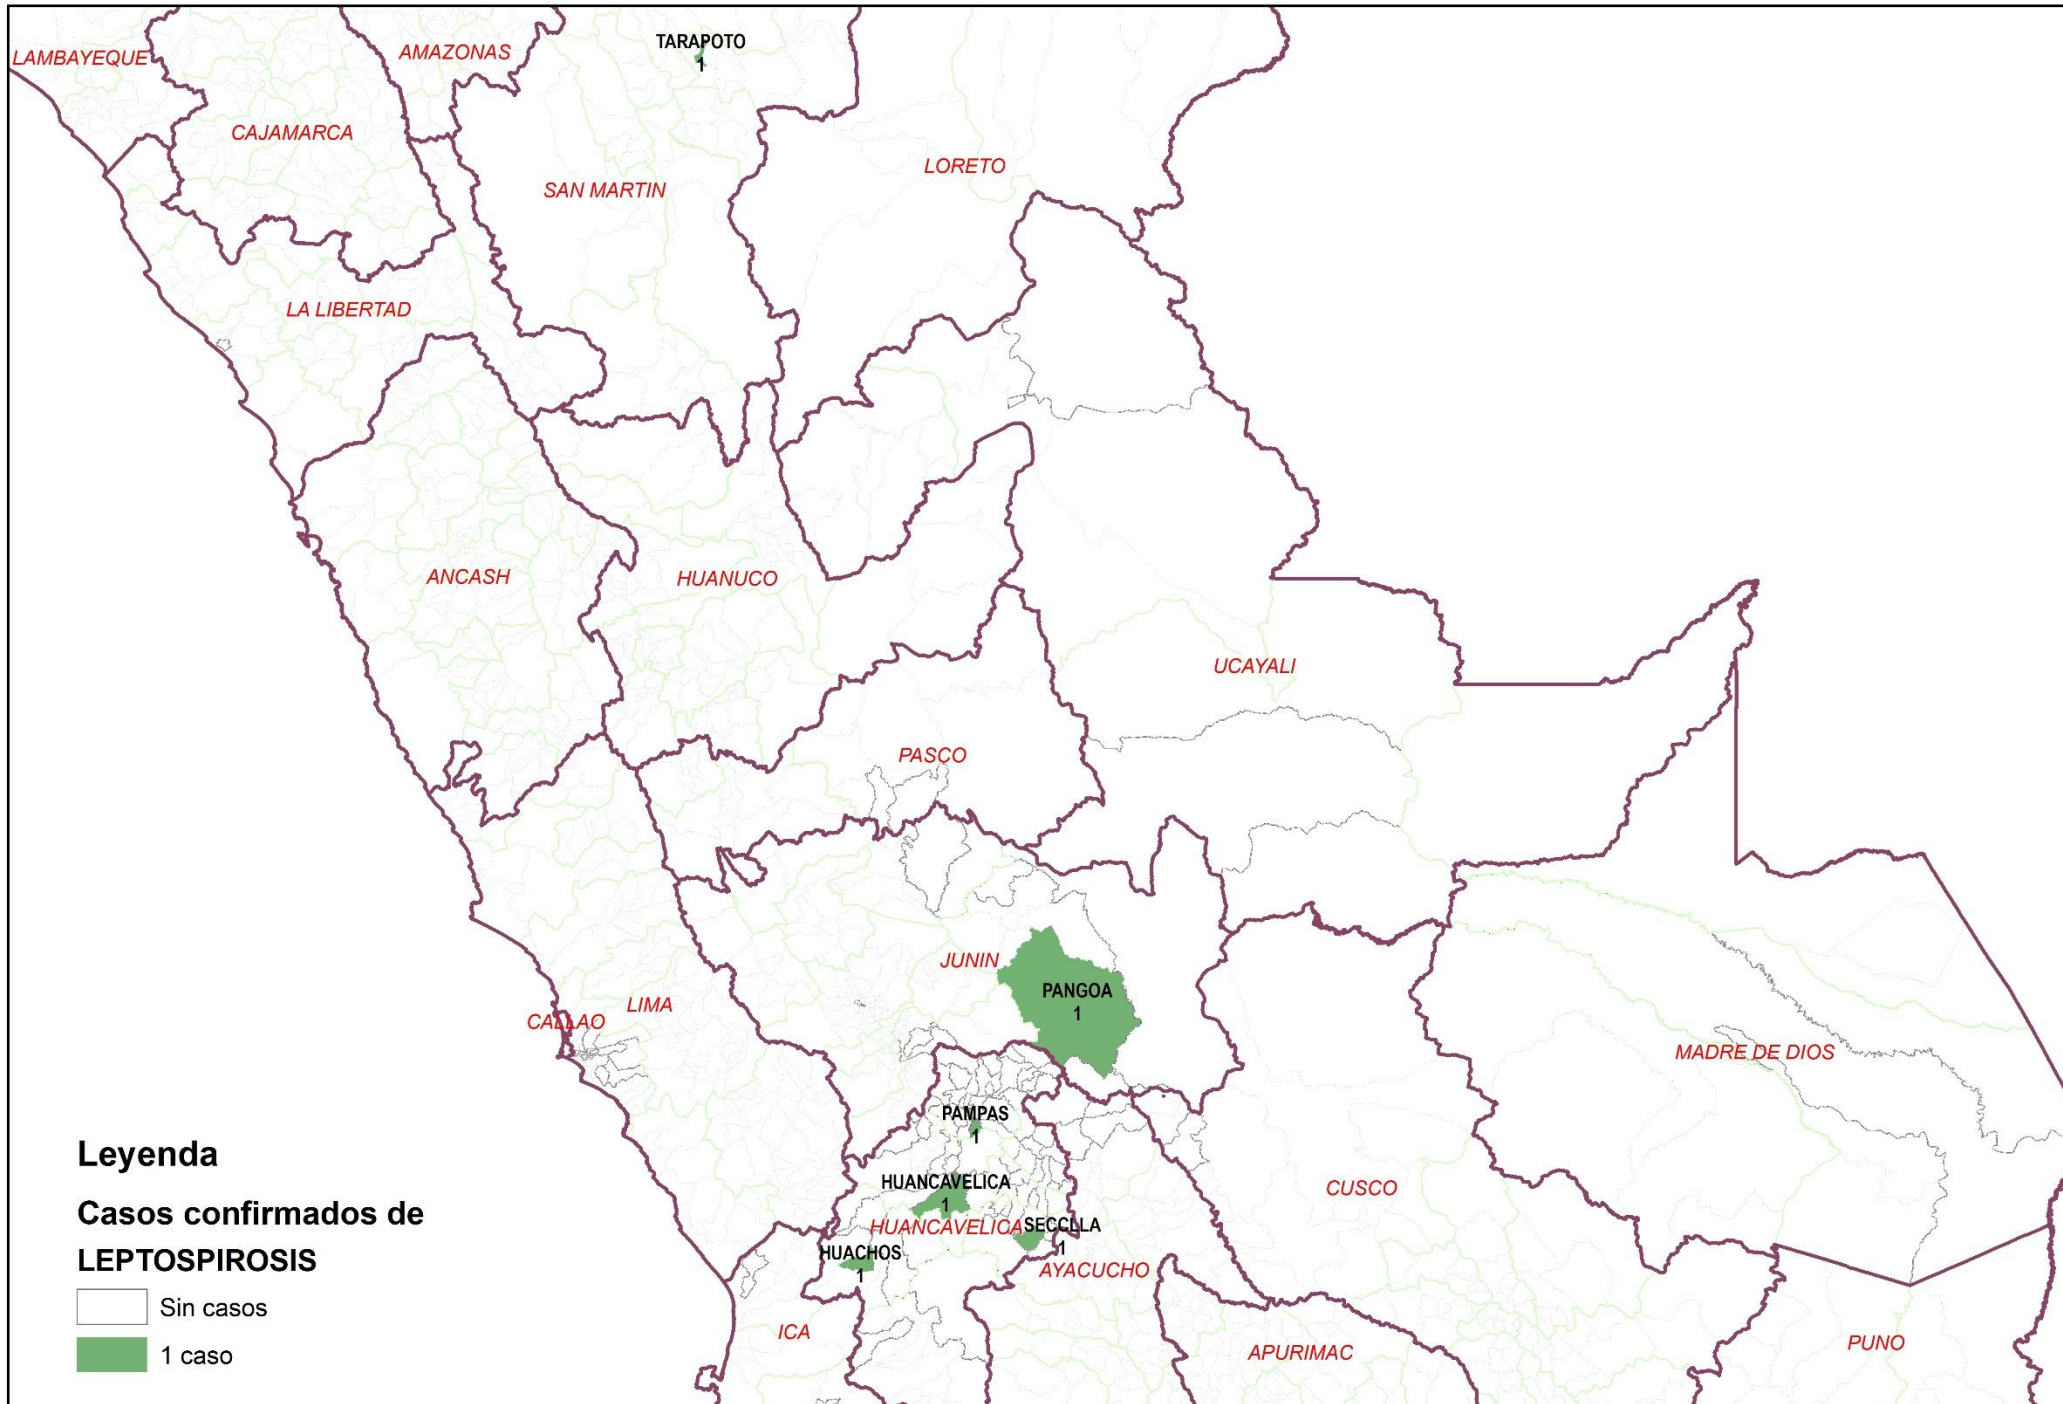 TARAPOTO
1
LAMBAYEQUE
AMAZONAS
CAJAMARCA
LORETO
SAN MARTIN
LA LIBERTAD
ANCASH
HUANUCO
UCAYALI
PASCO
JUNIN
PANGOA
1
LIMA
CALLAO
MADRE DE DIOS
PAMPAS
1
HUANCAVELICA
1
CUSCO
HUANCAVELICA
SECCLLA
1
HUACHOS
1
AYACUCHO
ICA
APURIMAC
PUNO
Leyenda
Casos confirmados de
LEPTOSPIROSIS
Sin casos
1 caso